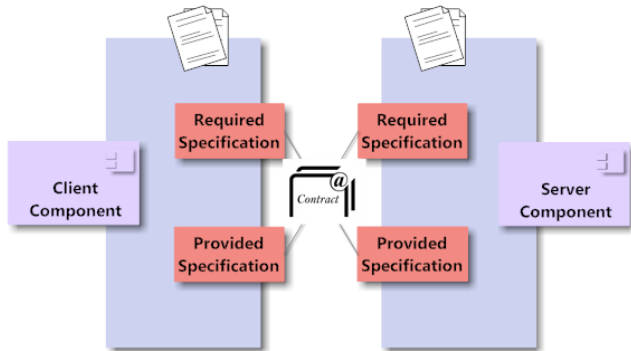 Required
Specification
Required
Specification
Client
Component
@
Contract
Server
Component
Provided
Specification
Provided
Specification